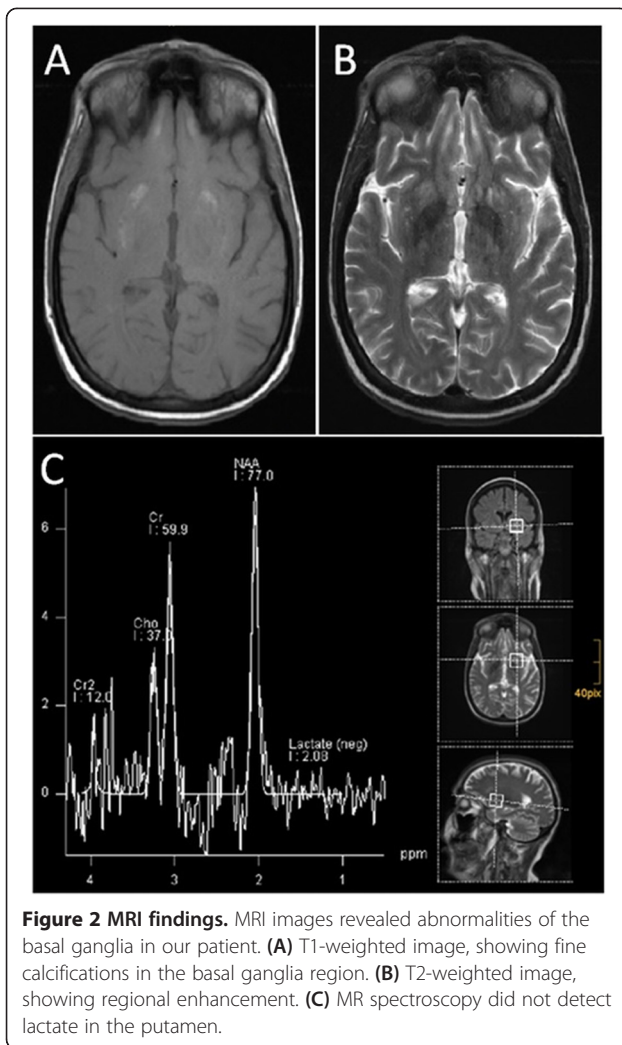 A
B
C
NAA
I : 77.0
6
Cr
I : 59.9
4
Cho
I : 37.
Cr2
I : 12.0
2
Lactate (neg)
I : 2.08
0
ppm
4
3
2
1
40pix
Figure 2 MRI findings. MRI images revealed abnormalities of the
basal ganglia in our patient. (A) T1-weighted image, showing fine
calcifications in the basal ganglia region. (B) T2-weighted image,
showing regional enhancement. (C) MR spectroscopy did not detect
lactate in the putamen.